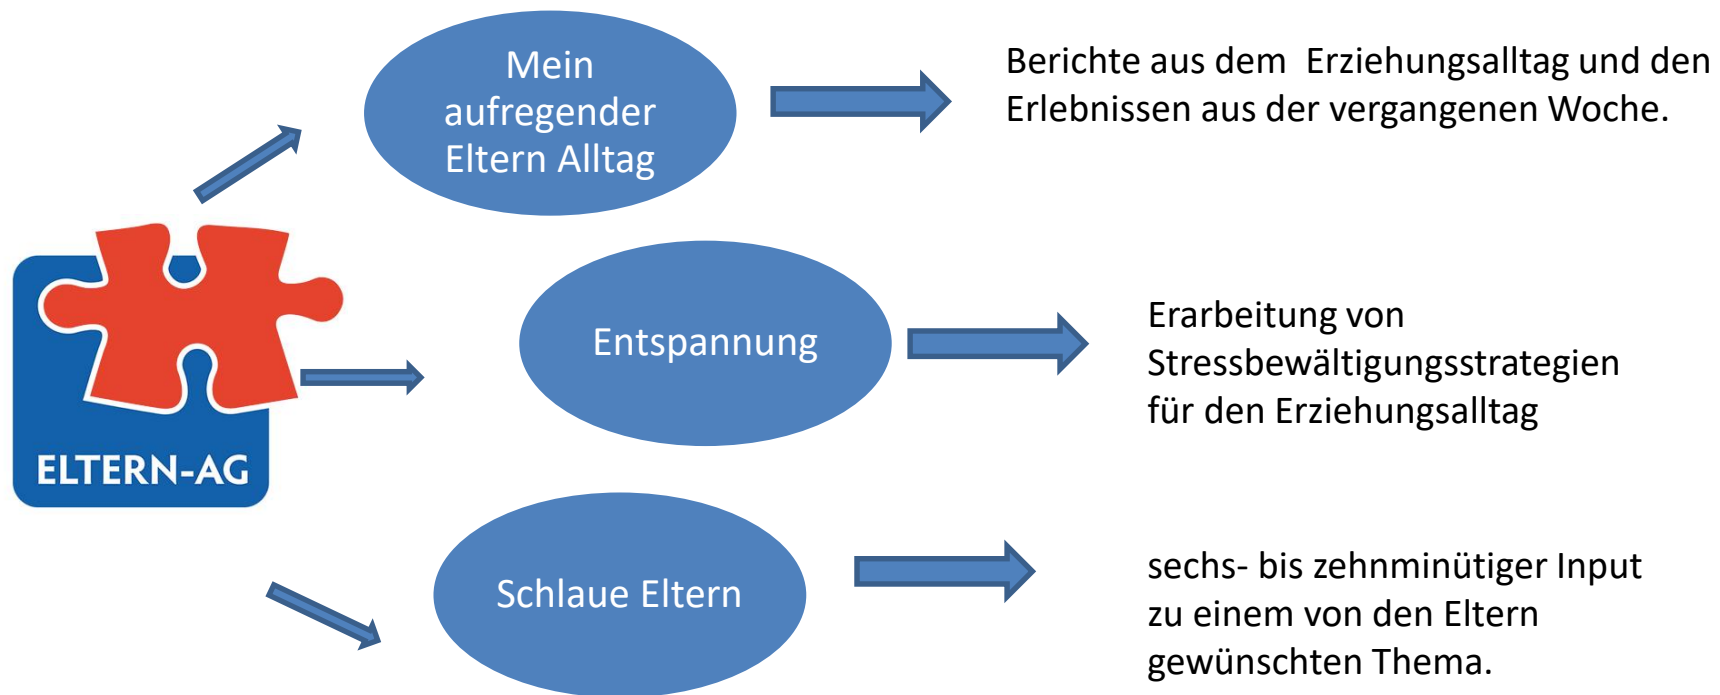 Mein
aufregender
Eltern Alltag
Berichte aus dem  Erziehungsalltag und den
Erlebnissen aus der vergangenen Woche.
ELTERN-AG
Entspannung
Erarbeitung von
Stressbewältigungsstrategien
für den Erziehungsalltag
Schlaue Eltern
sechs- bis zehnminütiger Input
zu einem von den Eltern
gewünschten Thema.